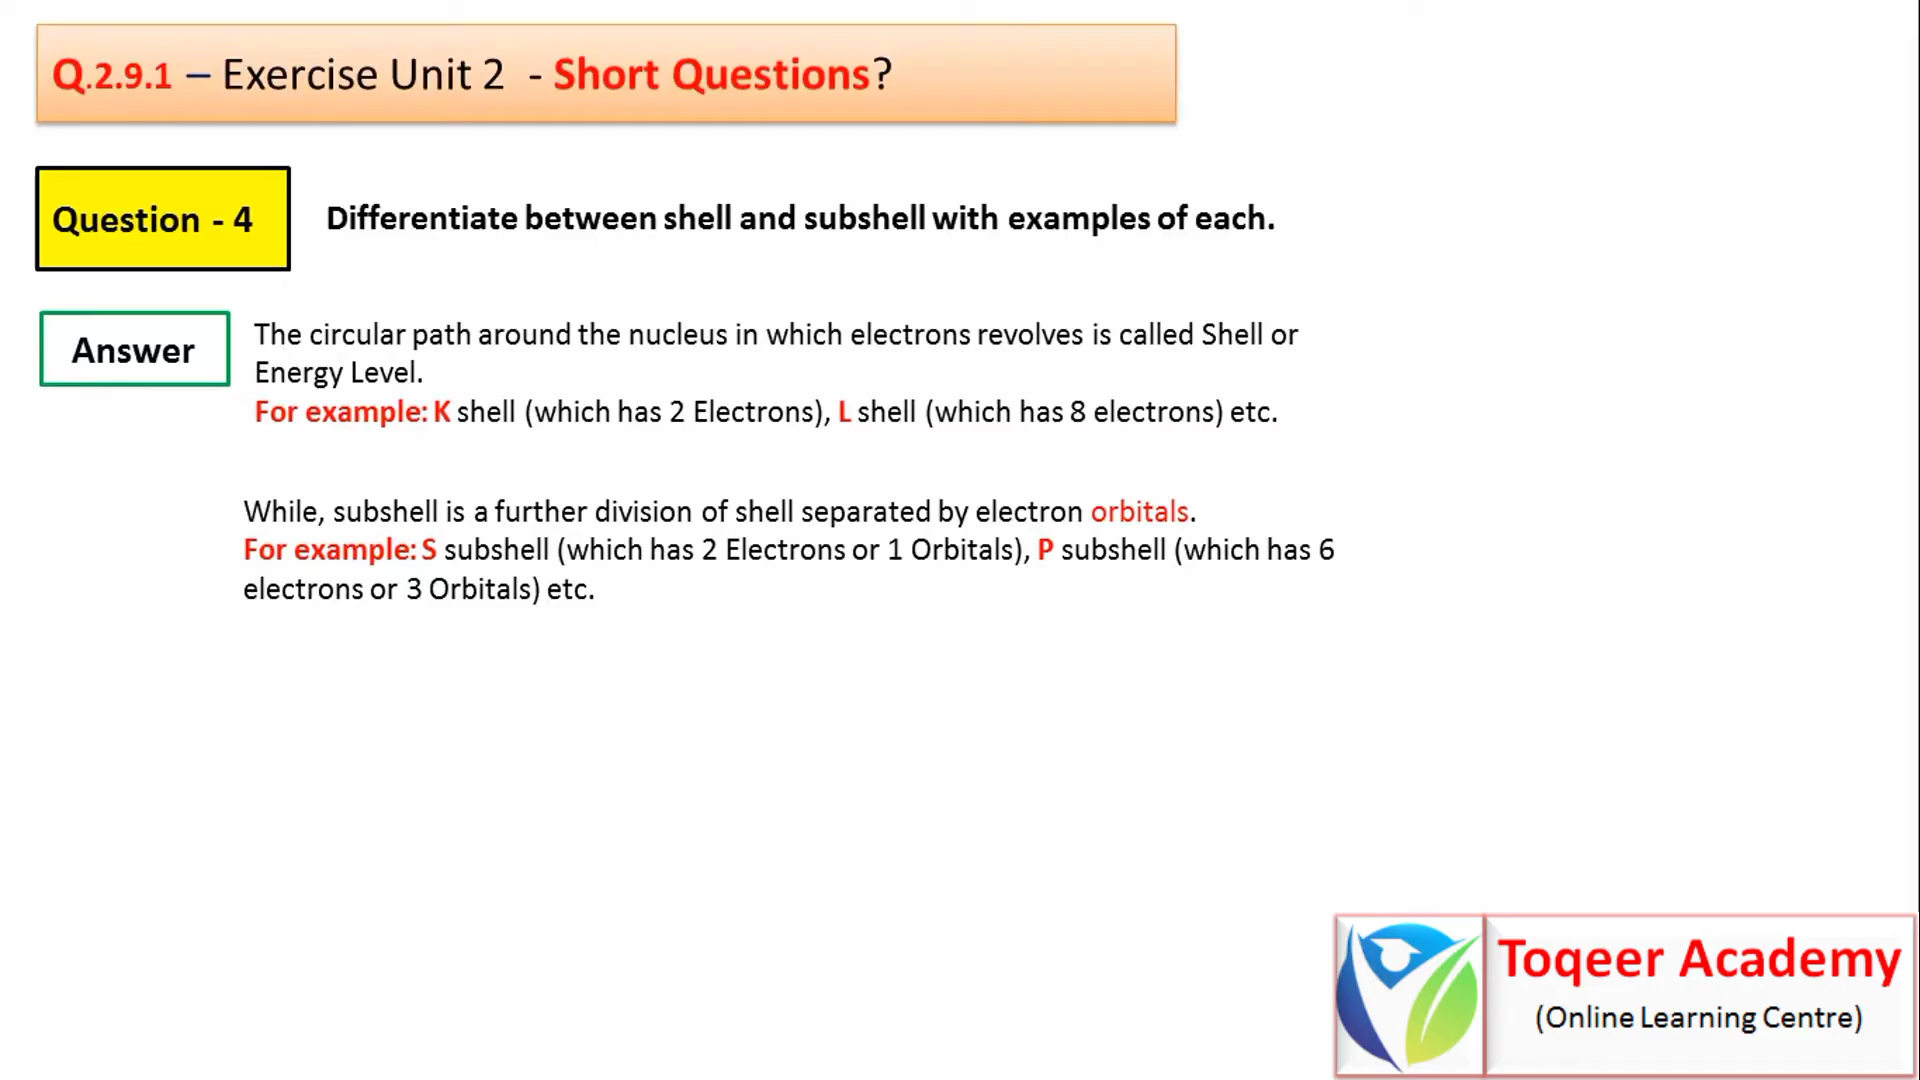 Q.2.9.1 – Exercise Unit 2 - Short Questions?
Question - 4
Differentiate between shell and subshell with examples of each.
Answer
The circular path around the nucleus in which electrons revolves is called Shell or
Energy Level.
For example: K shell (which has 2 Electrons), L shell (which has 8 electrons) etc.
While, subshell is a further division of shell separated by electron orbitals.
For example: S subshell (which has 2 Electrons or 1 Orbitals), P subshell (which has 6
electrons or 3 Orbitals) etc.
Toqeer Academy
(Online Learning Centre)